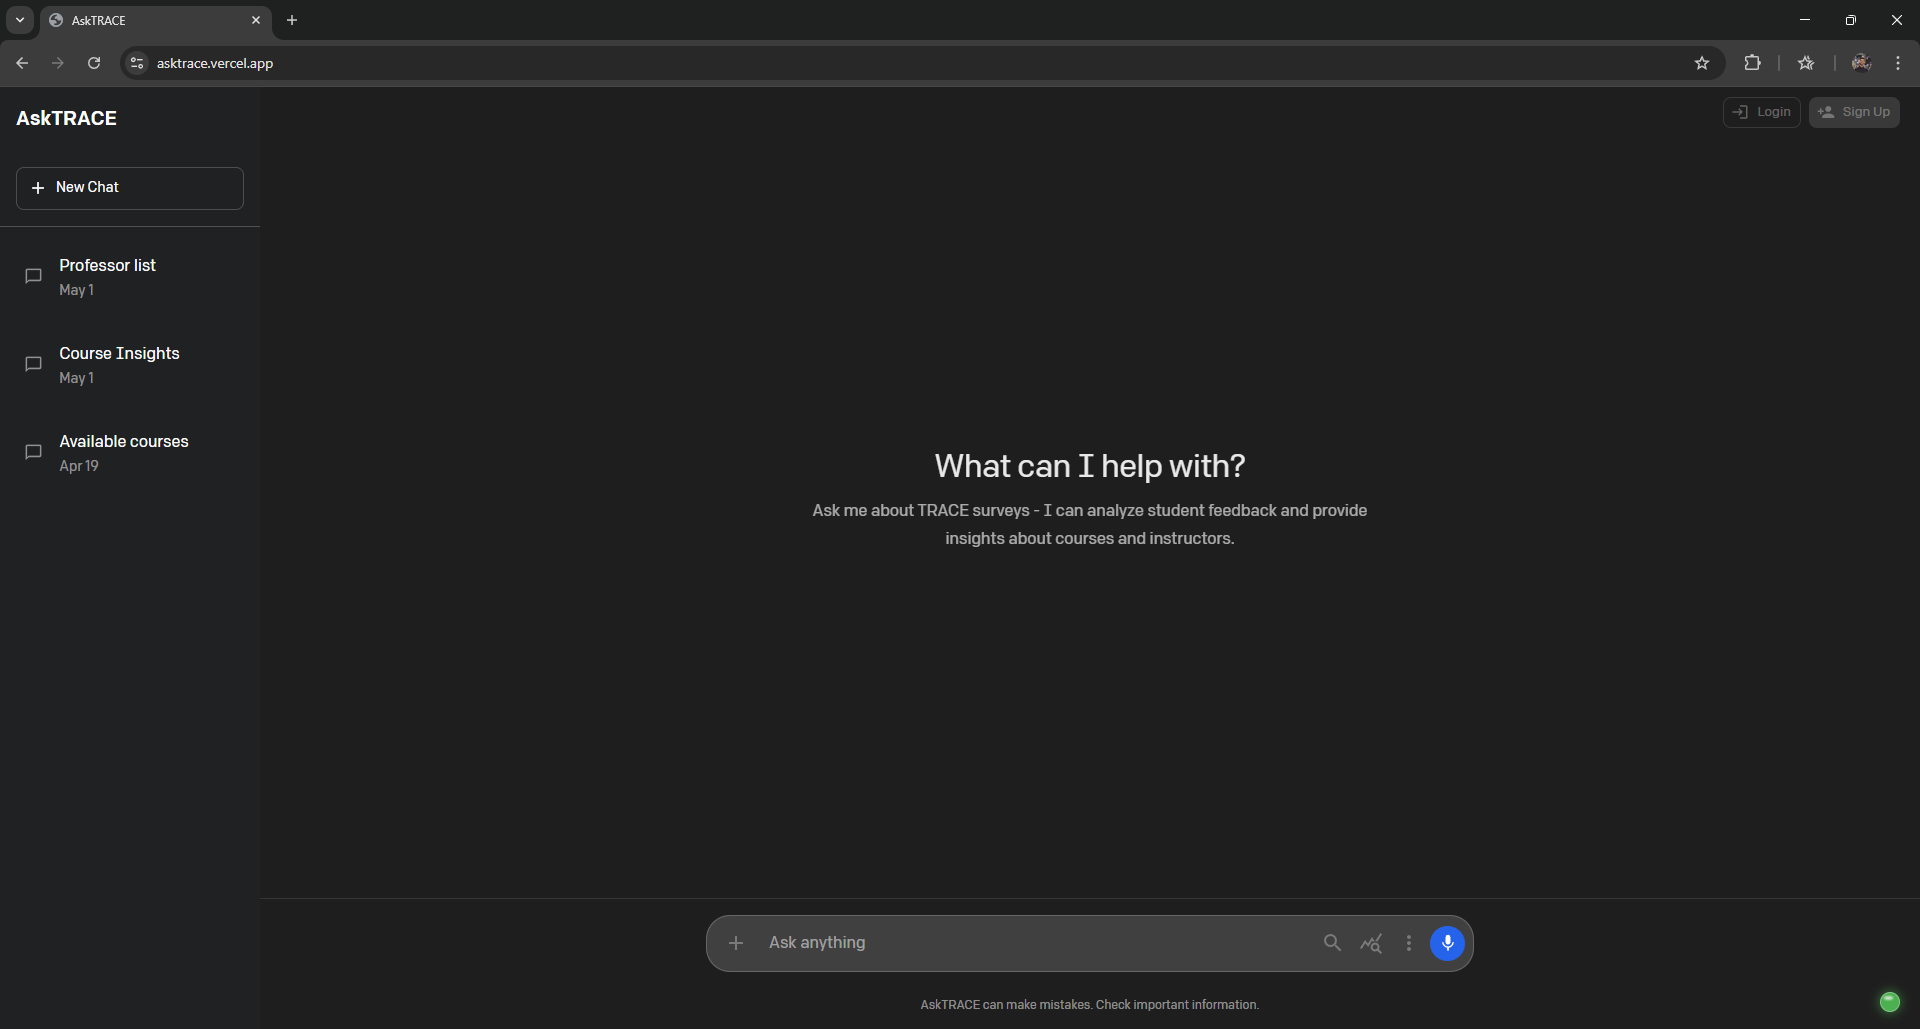 AskTRACE
asktrace.vercel.app
AskTRACE
Login
Sign Up
New Chat
Professor list
May 1
Course Insights
May 1
Available courses
Apr 19
What can I help with?
Ask me about TRACE surveys - I can analyze student feedback and provide
insights about courses and instructors.
Ask anything
AskTRACE can make mistakes. Check important information.